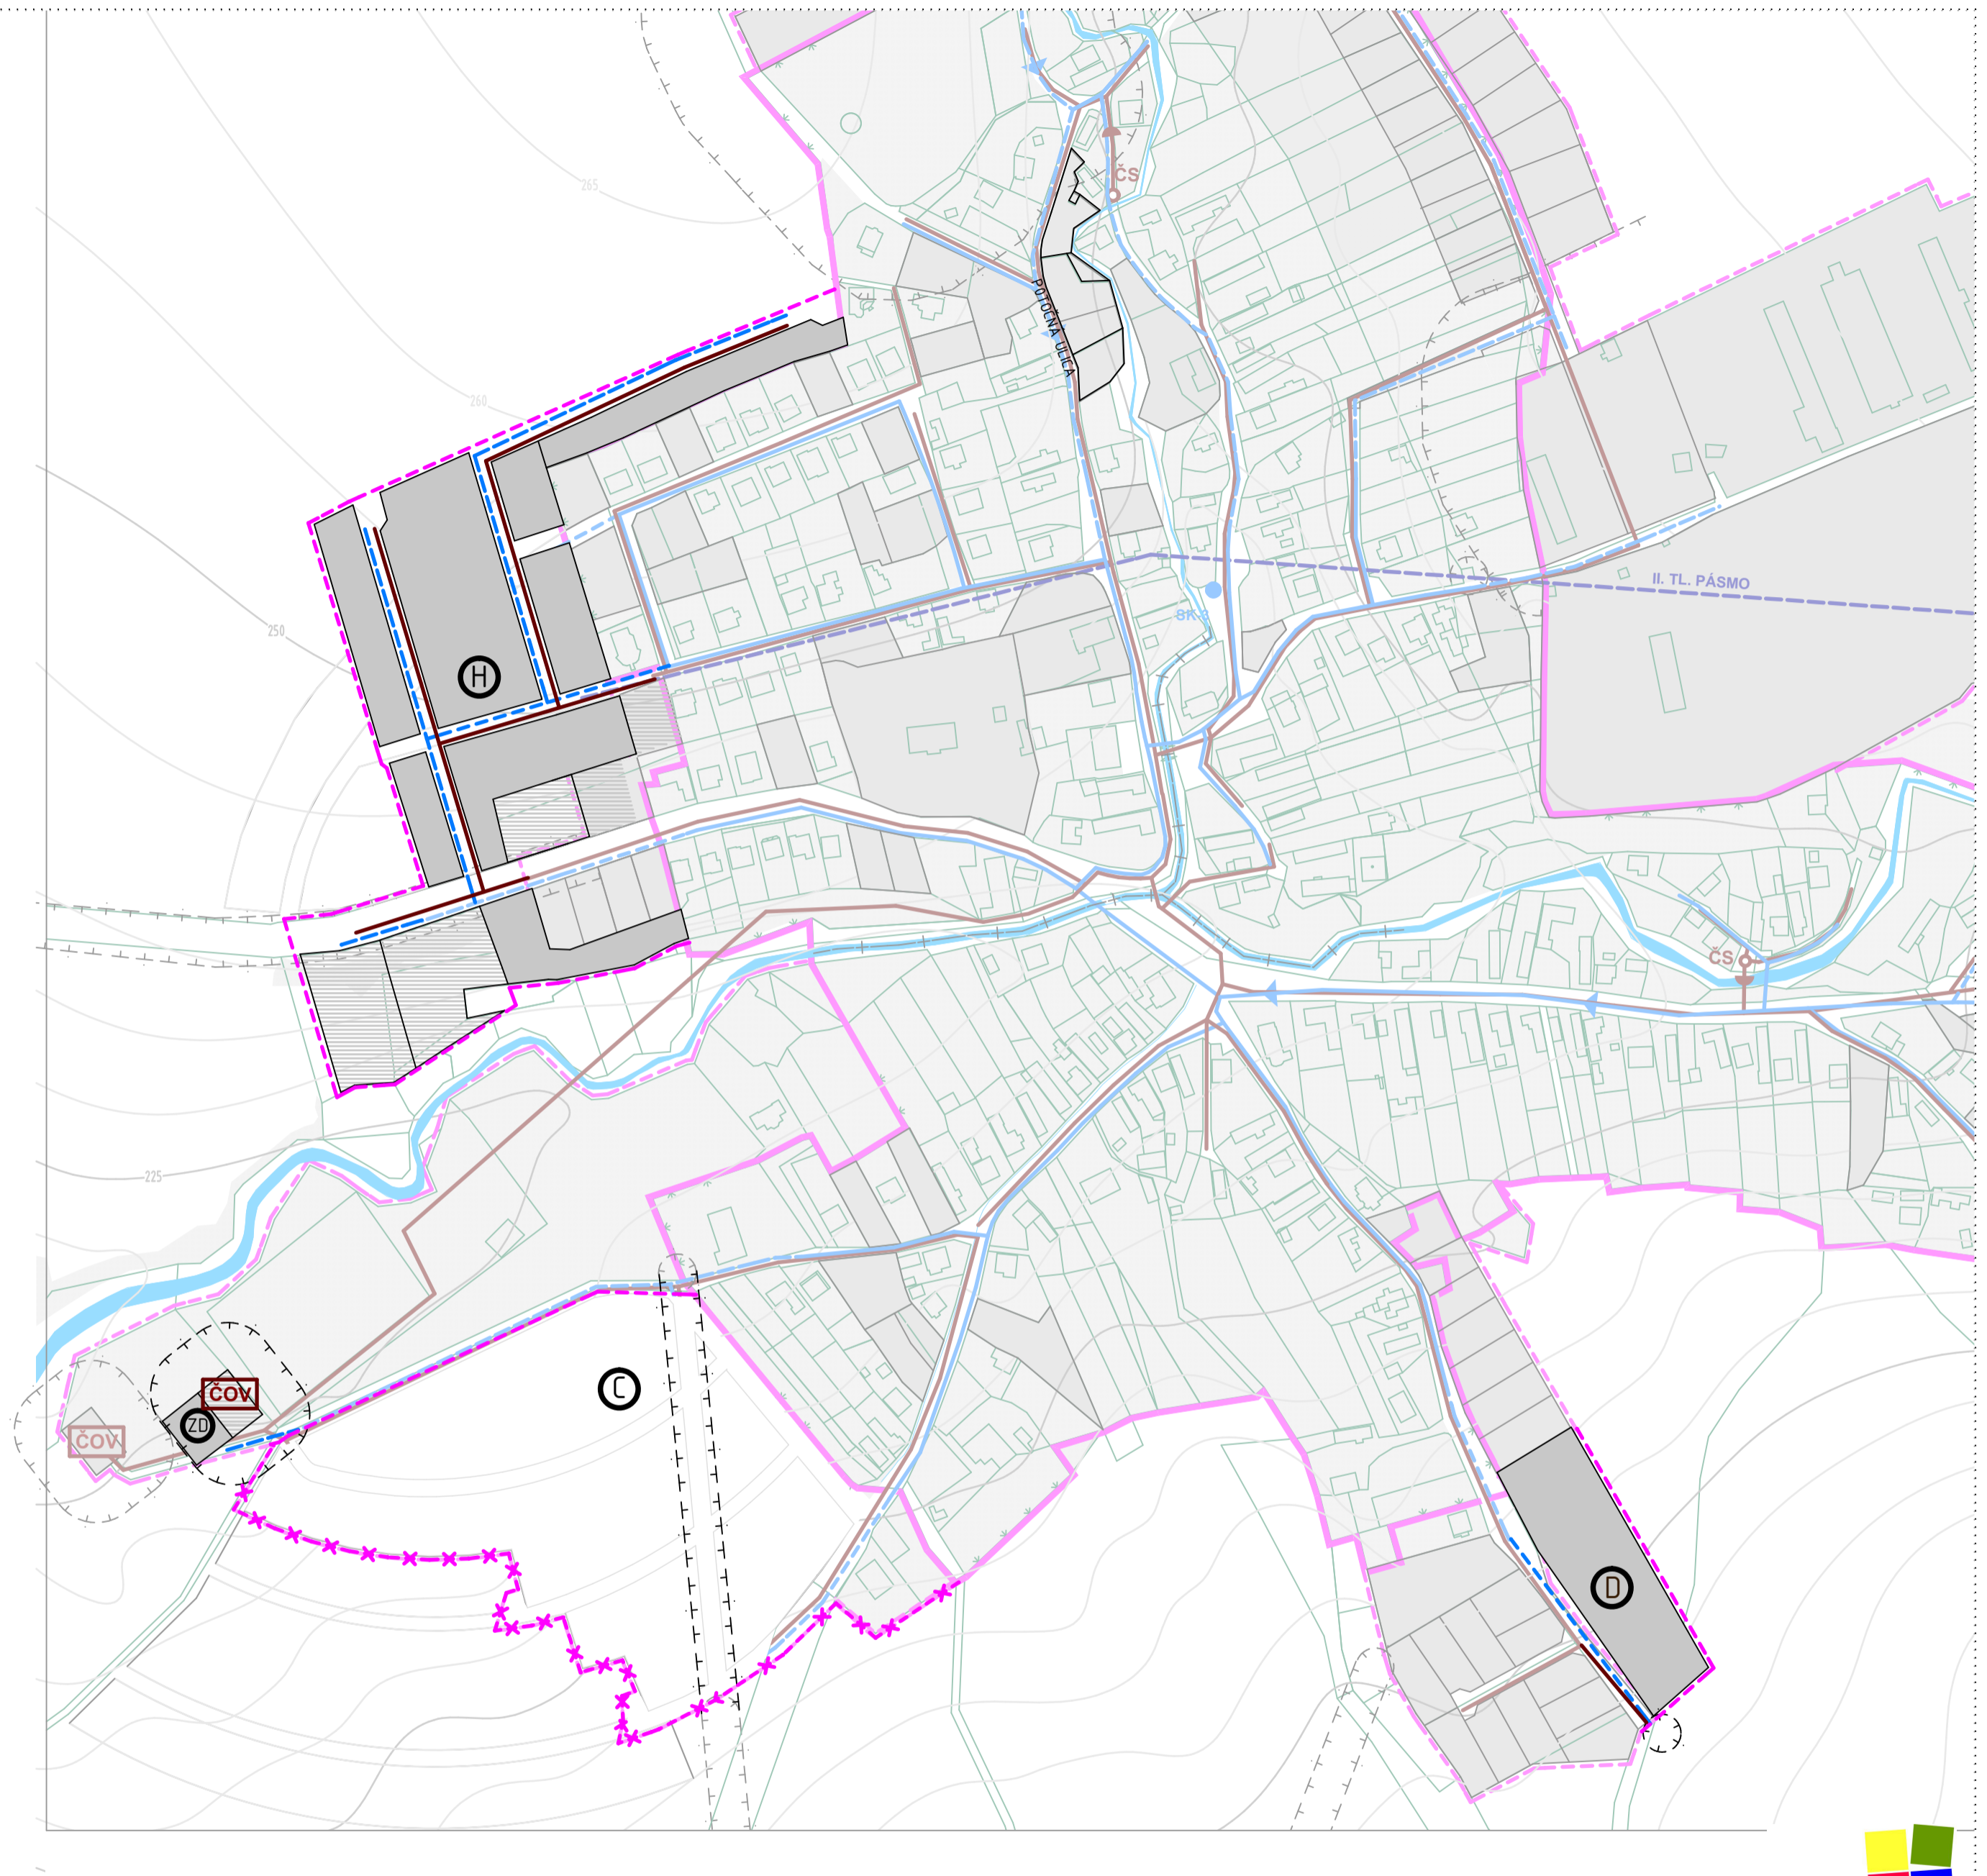 ČS
265
POTOČNÁ ULICA
260
II. TL. PÁSMO
SK-3
250
H
ČS
225
C
ČOV
ZD
ČOV
D